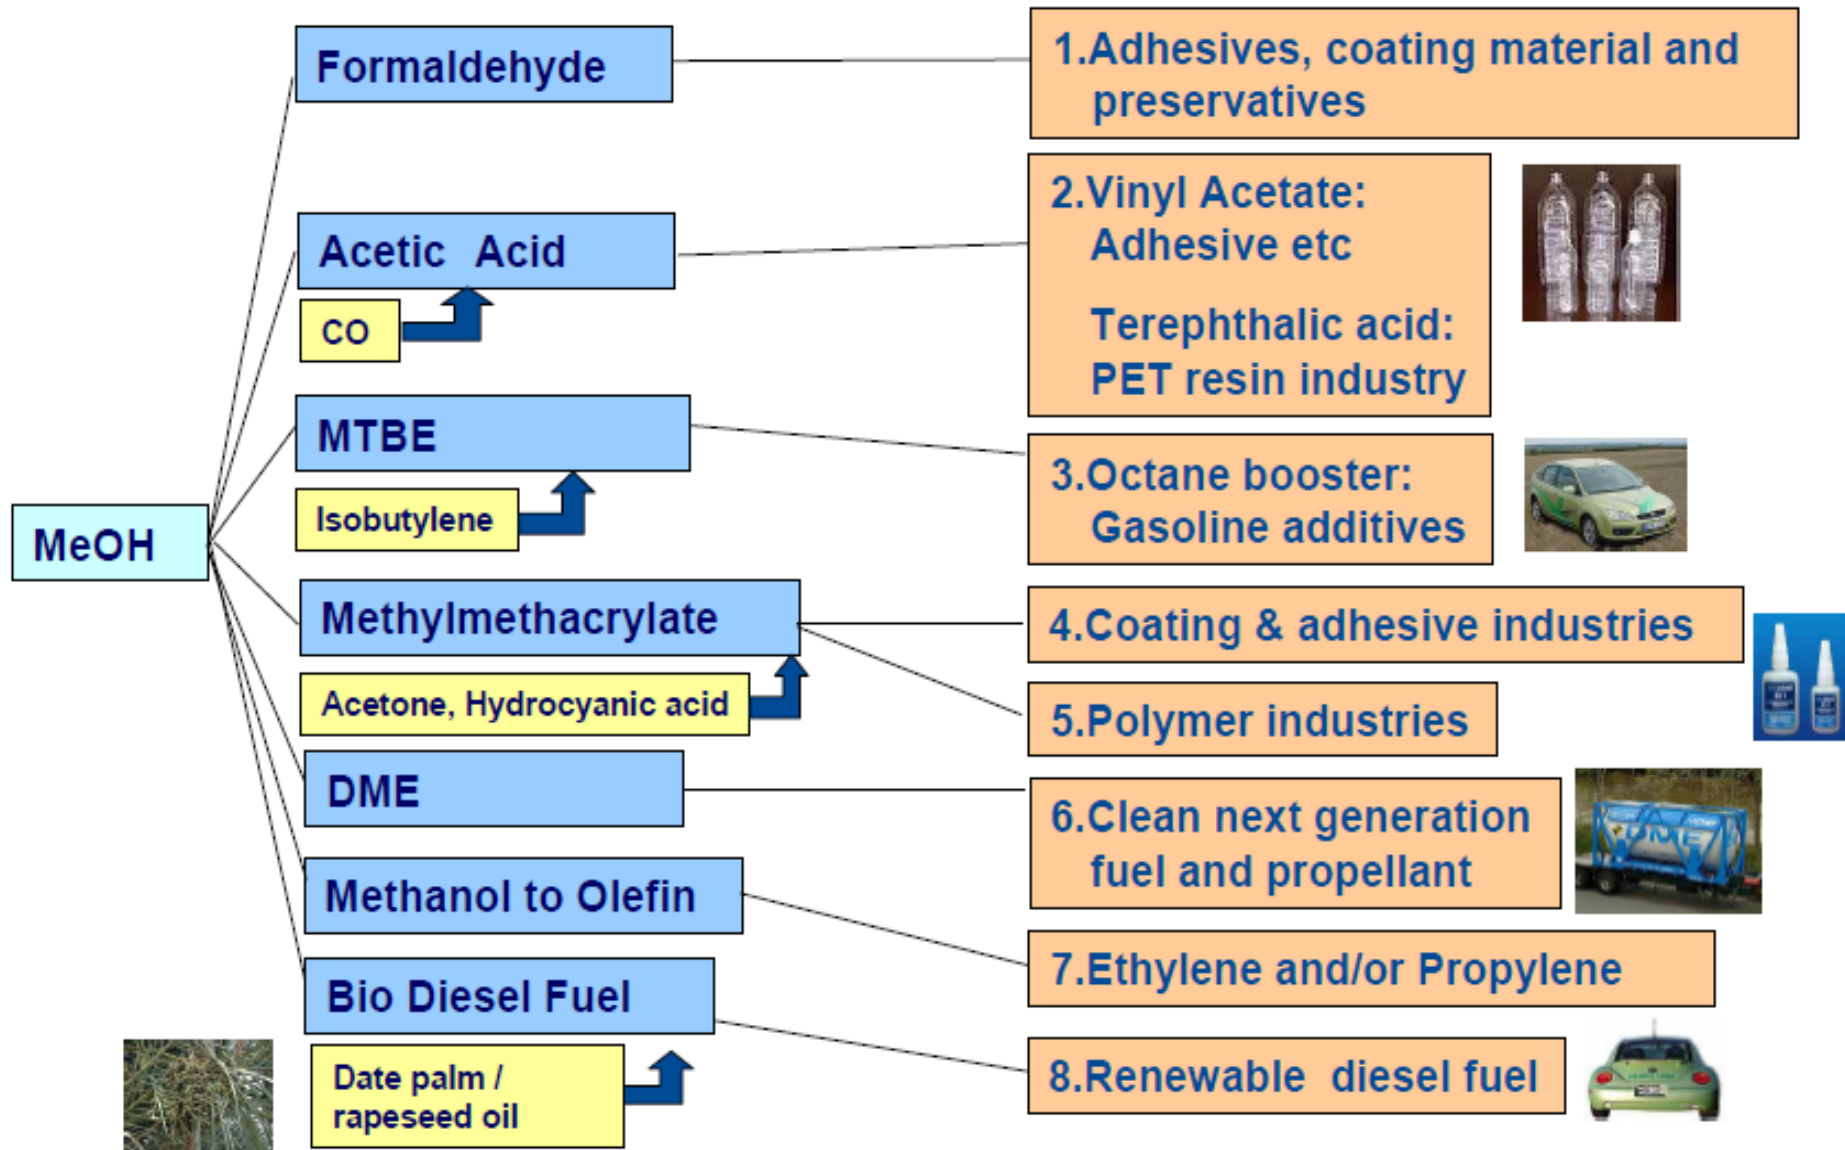 MeOH
Formaldehyde
Acetic Acid
CO
MTBE
Isobutylene
Methylmethacrylate
Acetone, Hydrocyanic acid
DME
Methanol to Olefin
Bio Diesel Fuel
Date palm /
rapeseed oil
1.Adhesives, coating material and
preservatives
2.Vinyl Acetate:
Adhesive etc
Terephthalic acid:
PET resin industry
3.Octane booster:
Gasoline additives
4.Coating & adhesive industries
5.Polymer industries
6.Clean next generation
fuel and propellant
DME
7.Ethylene and/or Propylene
8.Renewable diesel fuel